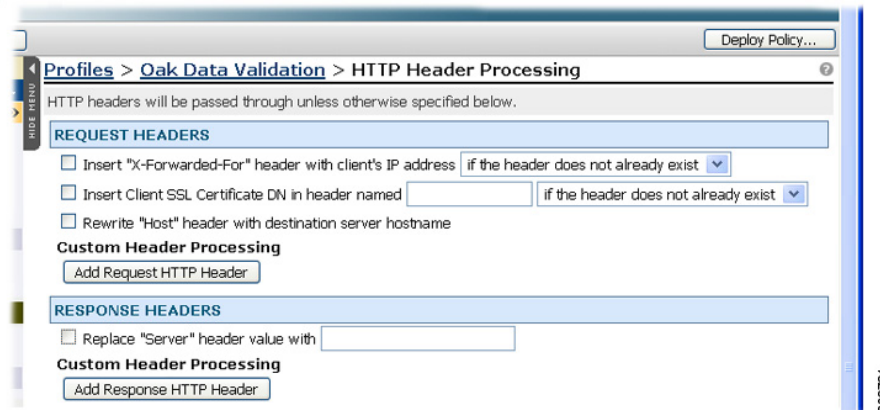 Deploy Policy...
Profiles > Oak Data Validation > HTTP Header Processing
HIDE MENU
HTTP headers will be passed through unless otherwise specified below.
REQUEST HEADERS
Insert "X-Forwarded-For" header with client's IP address if the header does not already exist
Insert Client SSL Certificate DN in header named if the header does not already exist
Rewrite "Host" header with destination server hostname
Custom Header Processing
Add Request HTTP Header
RESPONSE HEADERS
Replace "Server" header value with
Custom Header Processing
Add Response HTTP Header